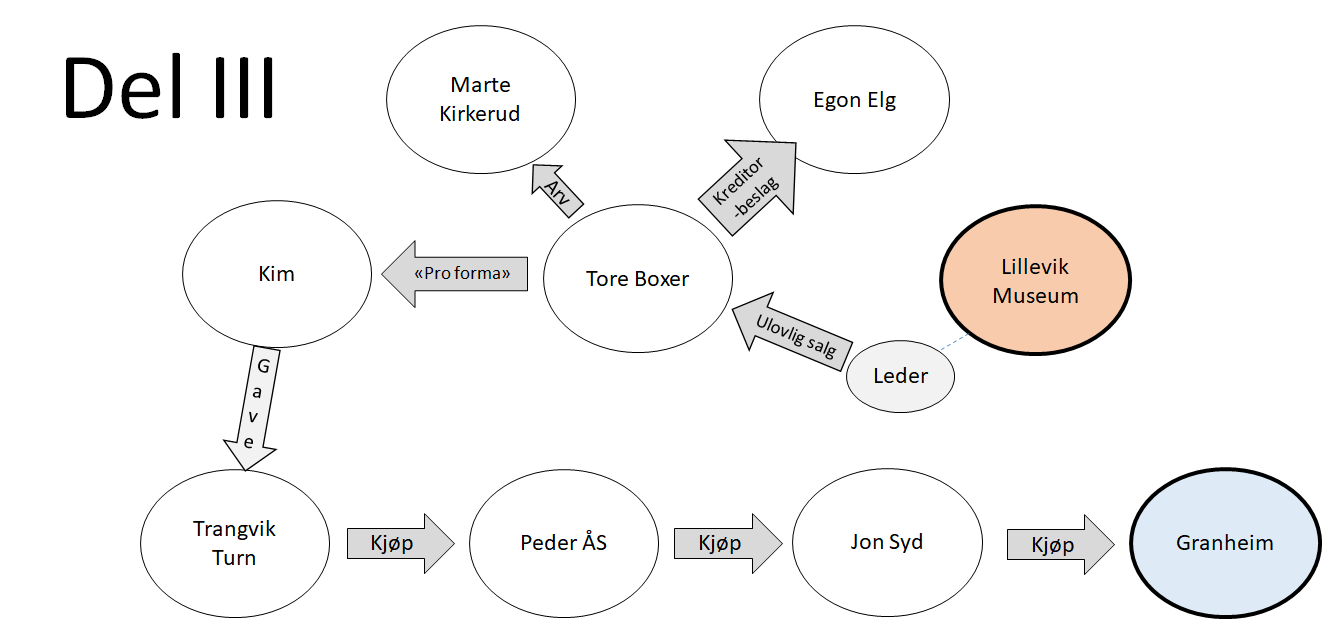 Del III
Marte
Kirkerud
Egon Elg
Arv
Kreditor
-beslag
Kim
«Pro forma»
Tore Boxer
Lillevik
Museum
Ulovlig salg
Leder
G
a
v
e
Trangvik
Turn
Kjøp
Peder ÅS
Kjøp
Jon Syd
Kjøp
Granheim